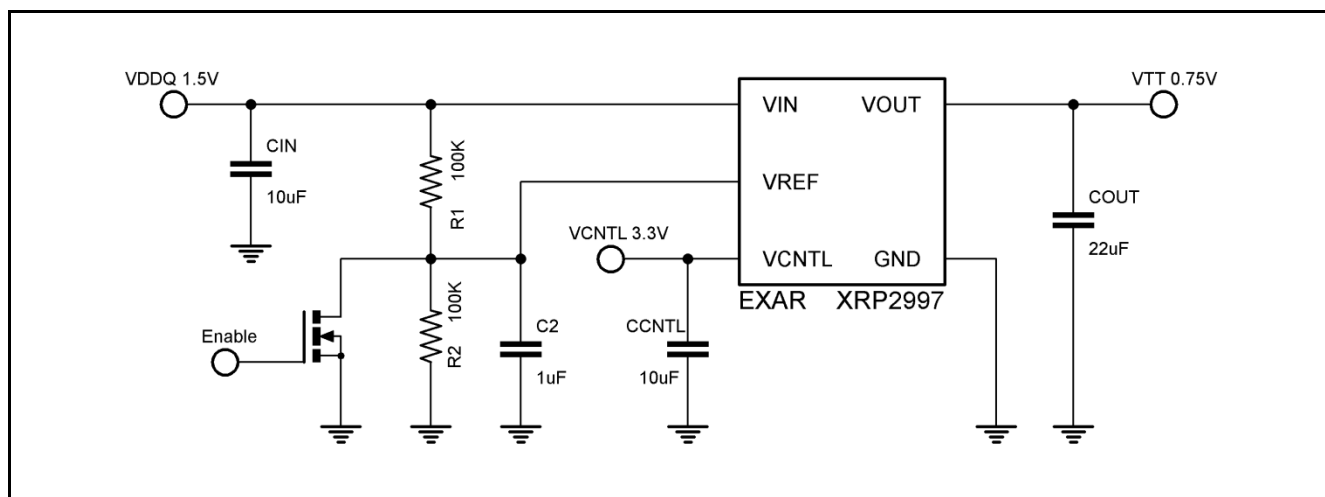 VDDQ 1.5V
VTT 0.75V
VIN
VOUT
CIN
10uF
100K
R1
VREF
COUT
22uF
VCNTL 3.3V
VCNTL
GND
EXAR XRP2997
Enable
100K
R2
C2
1uF
CCNTL
10uF